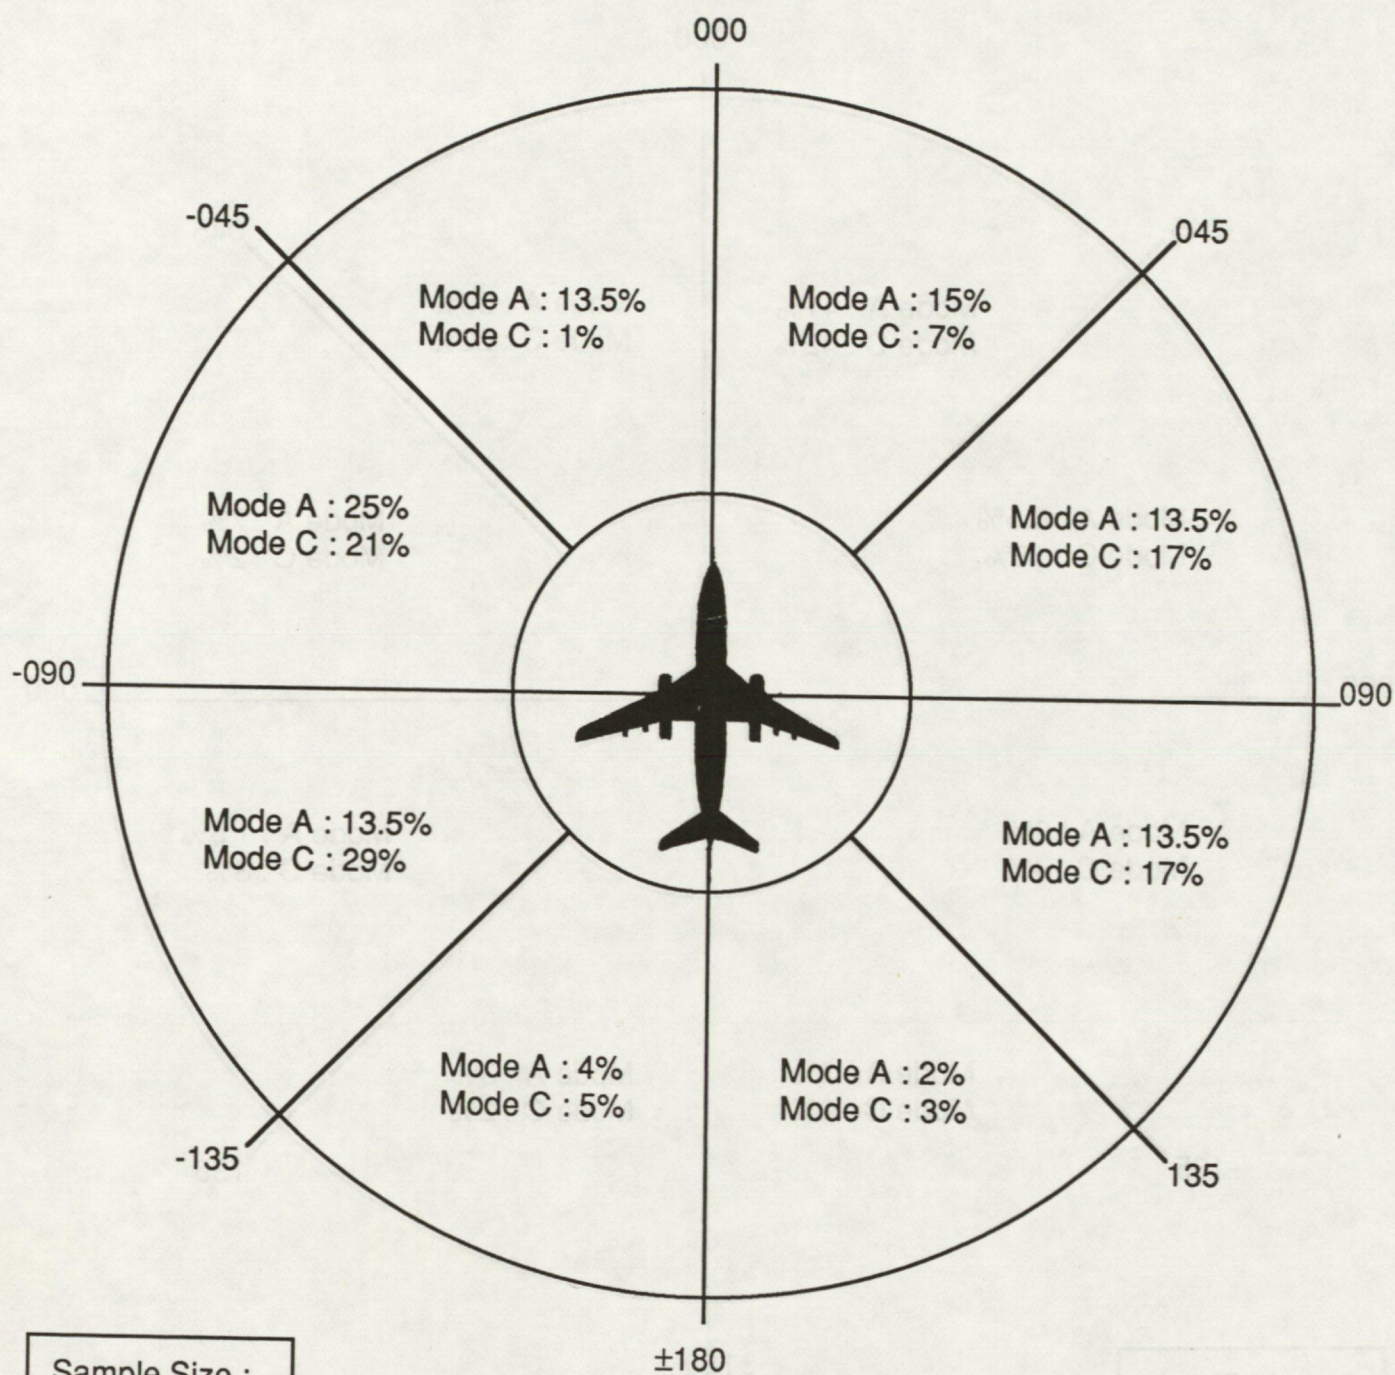 000
-045
045
Mode A : 13.5%
Mode C : 1%
Mode A : 15%
Mode C : 7%
Mode A : 25%
Mode C : 21%
Mode A : 13.5%
Mode C : 17%
-090
090
Mode A : 13.5%
Mode C : 29%
Mode A : 13.5%
Mode C : 17%
Mode A : 4%
Mode C : 5%
Mode A : 2%
Mode C : 3%
-135
135
±180
Sample Size :